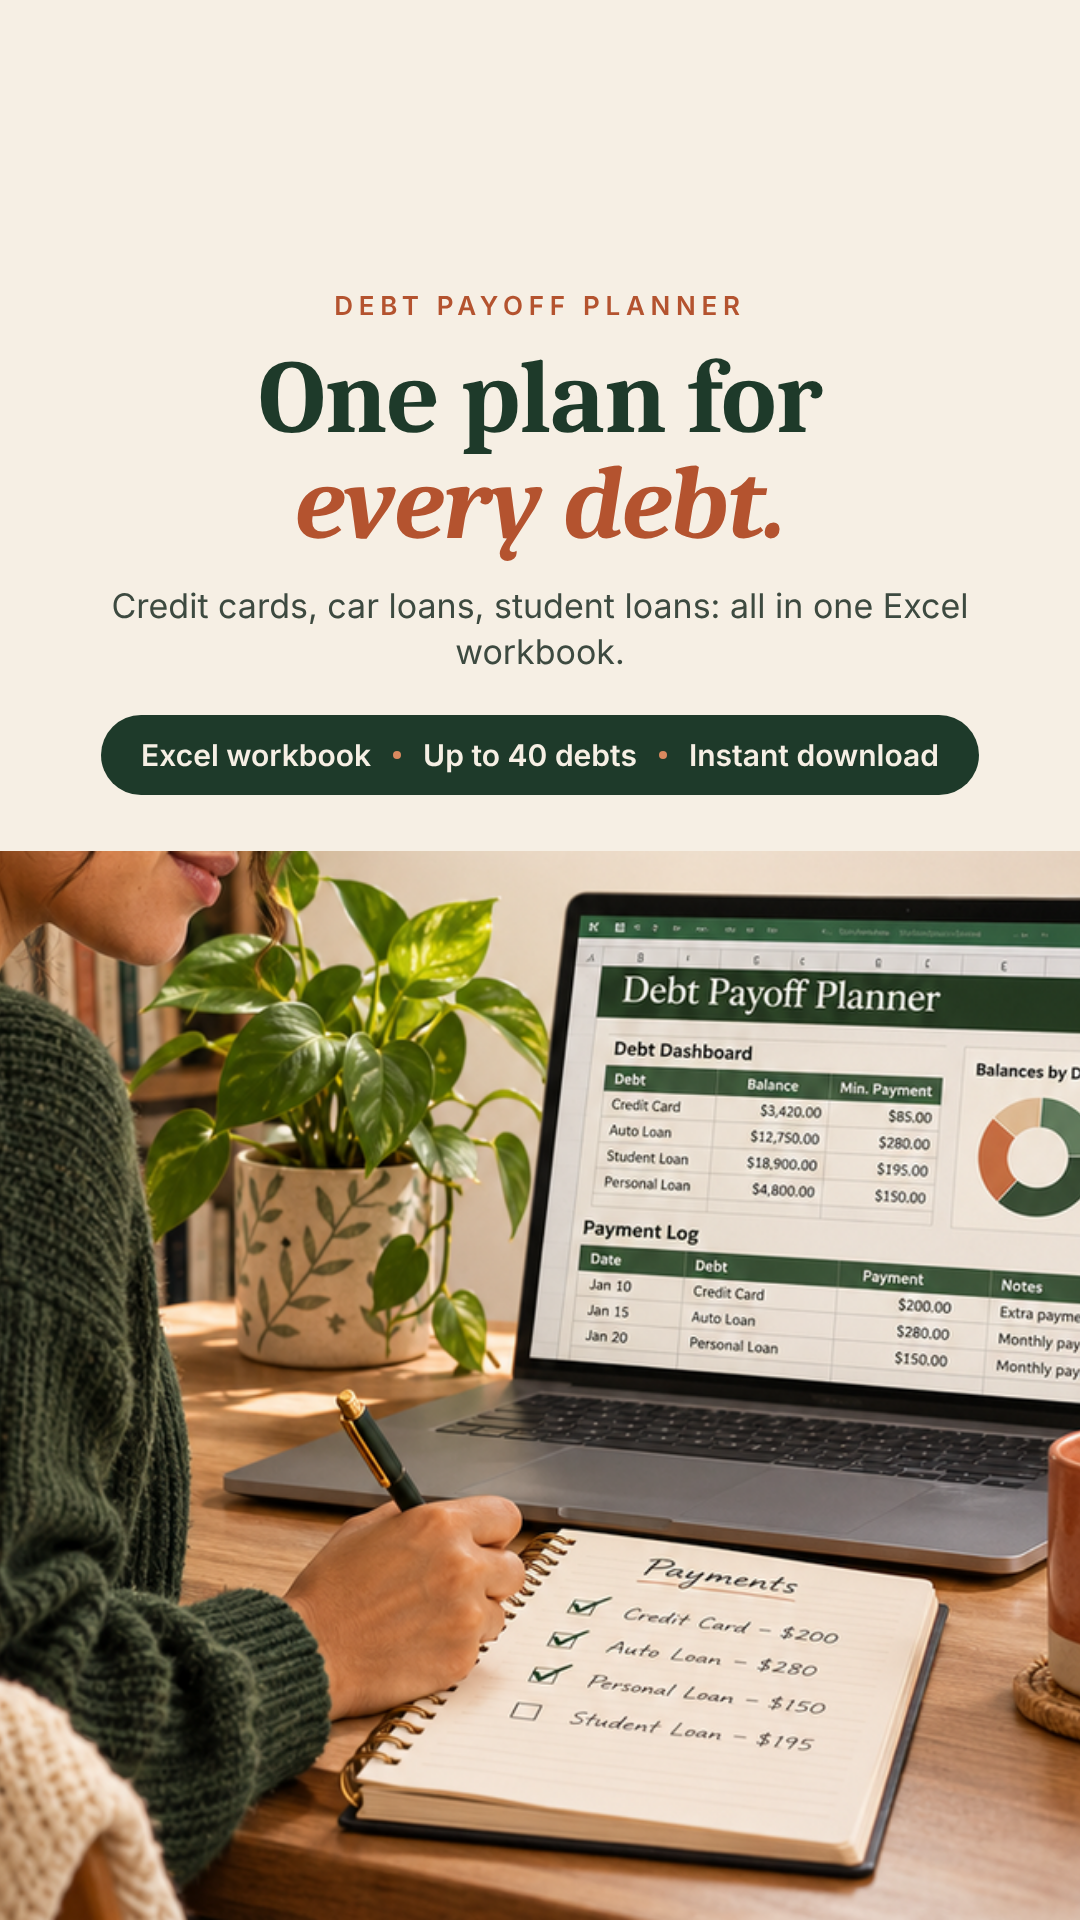 DEBT PAYOFF PLANNER
One plan for
every debt.
Credit cards, car loans, student loans: all in one Excel
workbook.
Excel workbook • Up to 40 debts • Instant download
Debt Payoff Planner
Debt Dashboard
Debt Balance Min. Payment
Credit Card $3,420.00 $85.00
Auto Loan $12,750.00 $280.00
Student Loan $18,900.00 $195.00
Personal Loan $4,800.00 $150.00
Balances by D
Payment Log
Date Debt Payment Notes
Jan 10 Credit Card $200.00 Extra payme
Jan 15 Auto Loan $280.00 Monthly pay
Jan 20 Personal Loan $150.00 Monthly pay
Payments
Credit Card – $200
Auto Loan – $280
Personal Loan – $150
Student Loan – $195